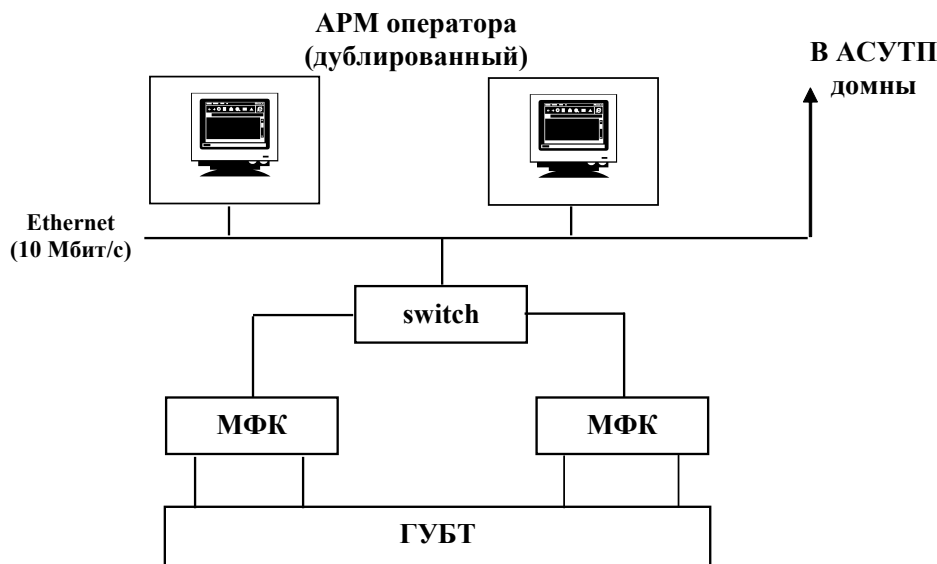 АРМ оператора
(дублированный)
В АСУТП
домны
Ethernet
(10 Мбит/с)
switch
МФК
МФК
ГУБТ